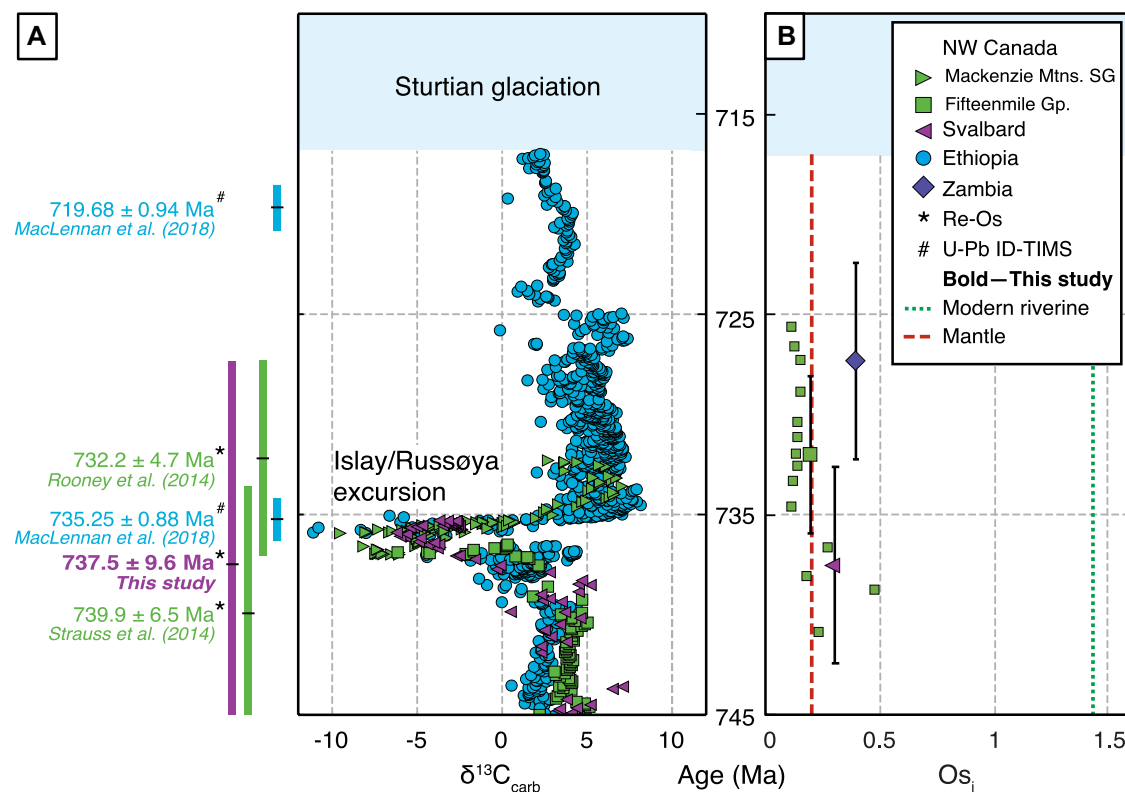 A
Sturtian glaciation
719.68 ± 0.94 Ma#
MacLennan et al. (2018)
732.2 ± 4.7 Ma*
Rooney et al. (2014)
735.25 ± 0.88 Ma#
MacLennan et al. (2018)
737.5 ± 9.6 Ma*
This study
739.9 ± 6.5 Ma*
Strauss et al. (2014)
Islay/Russøya
excursion
-10 -5 0 5 10
δ13Ccarb
715
725
735
745
Age (Ma)
B
NW Canada
Mackenzie Mtns. SG
Fifteenmile Gp.
Svalbard
Ethiopia
Zambia
* Re-Os
# U-Pb ID-TIMS
Bold—This study
Modern riverine
Mantle
0 0.5 1 1.5
Osi